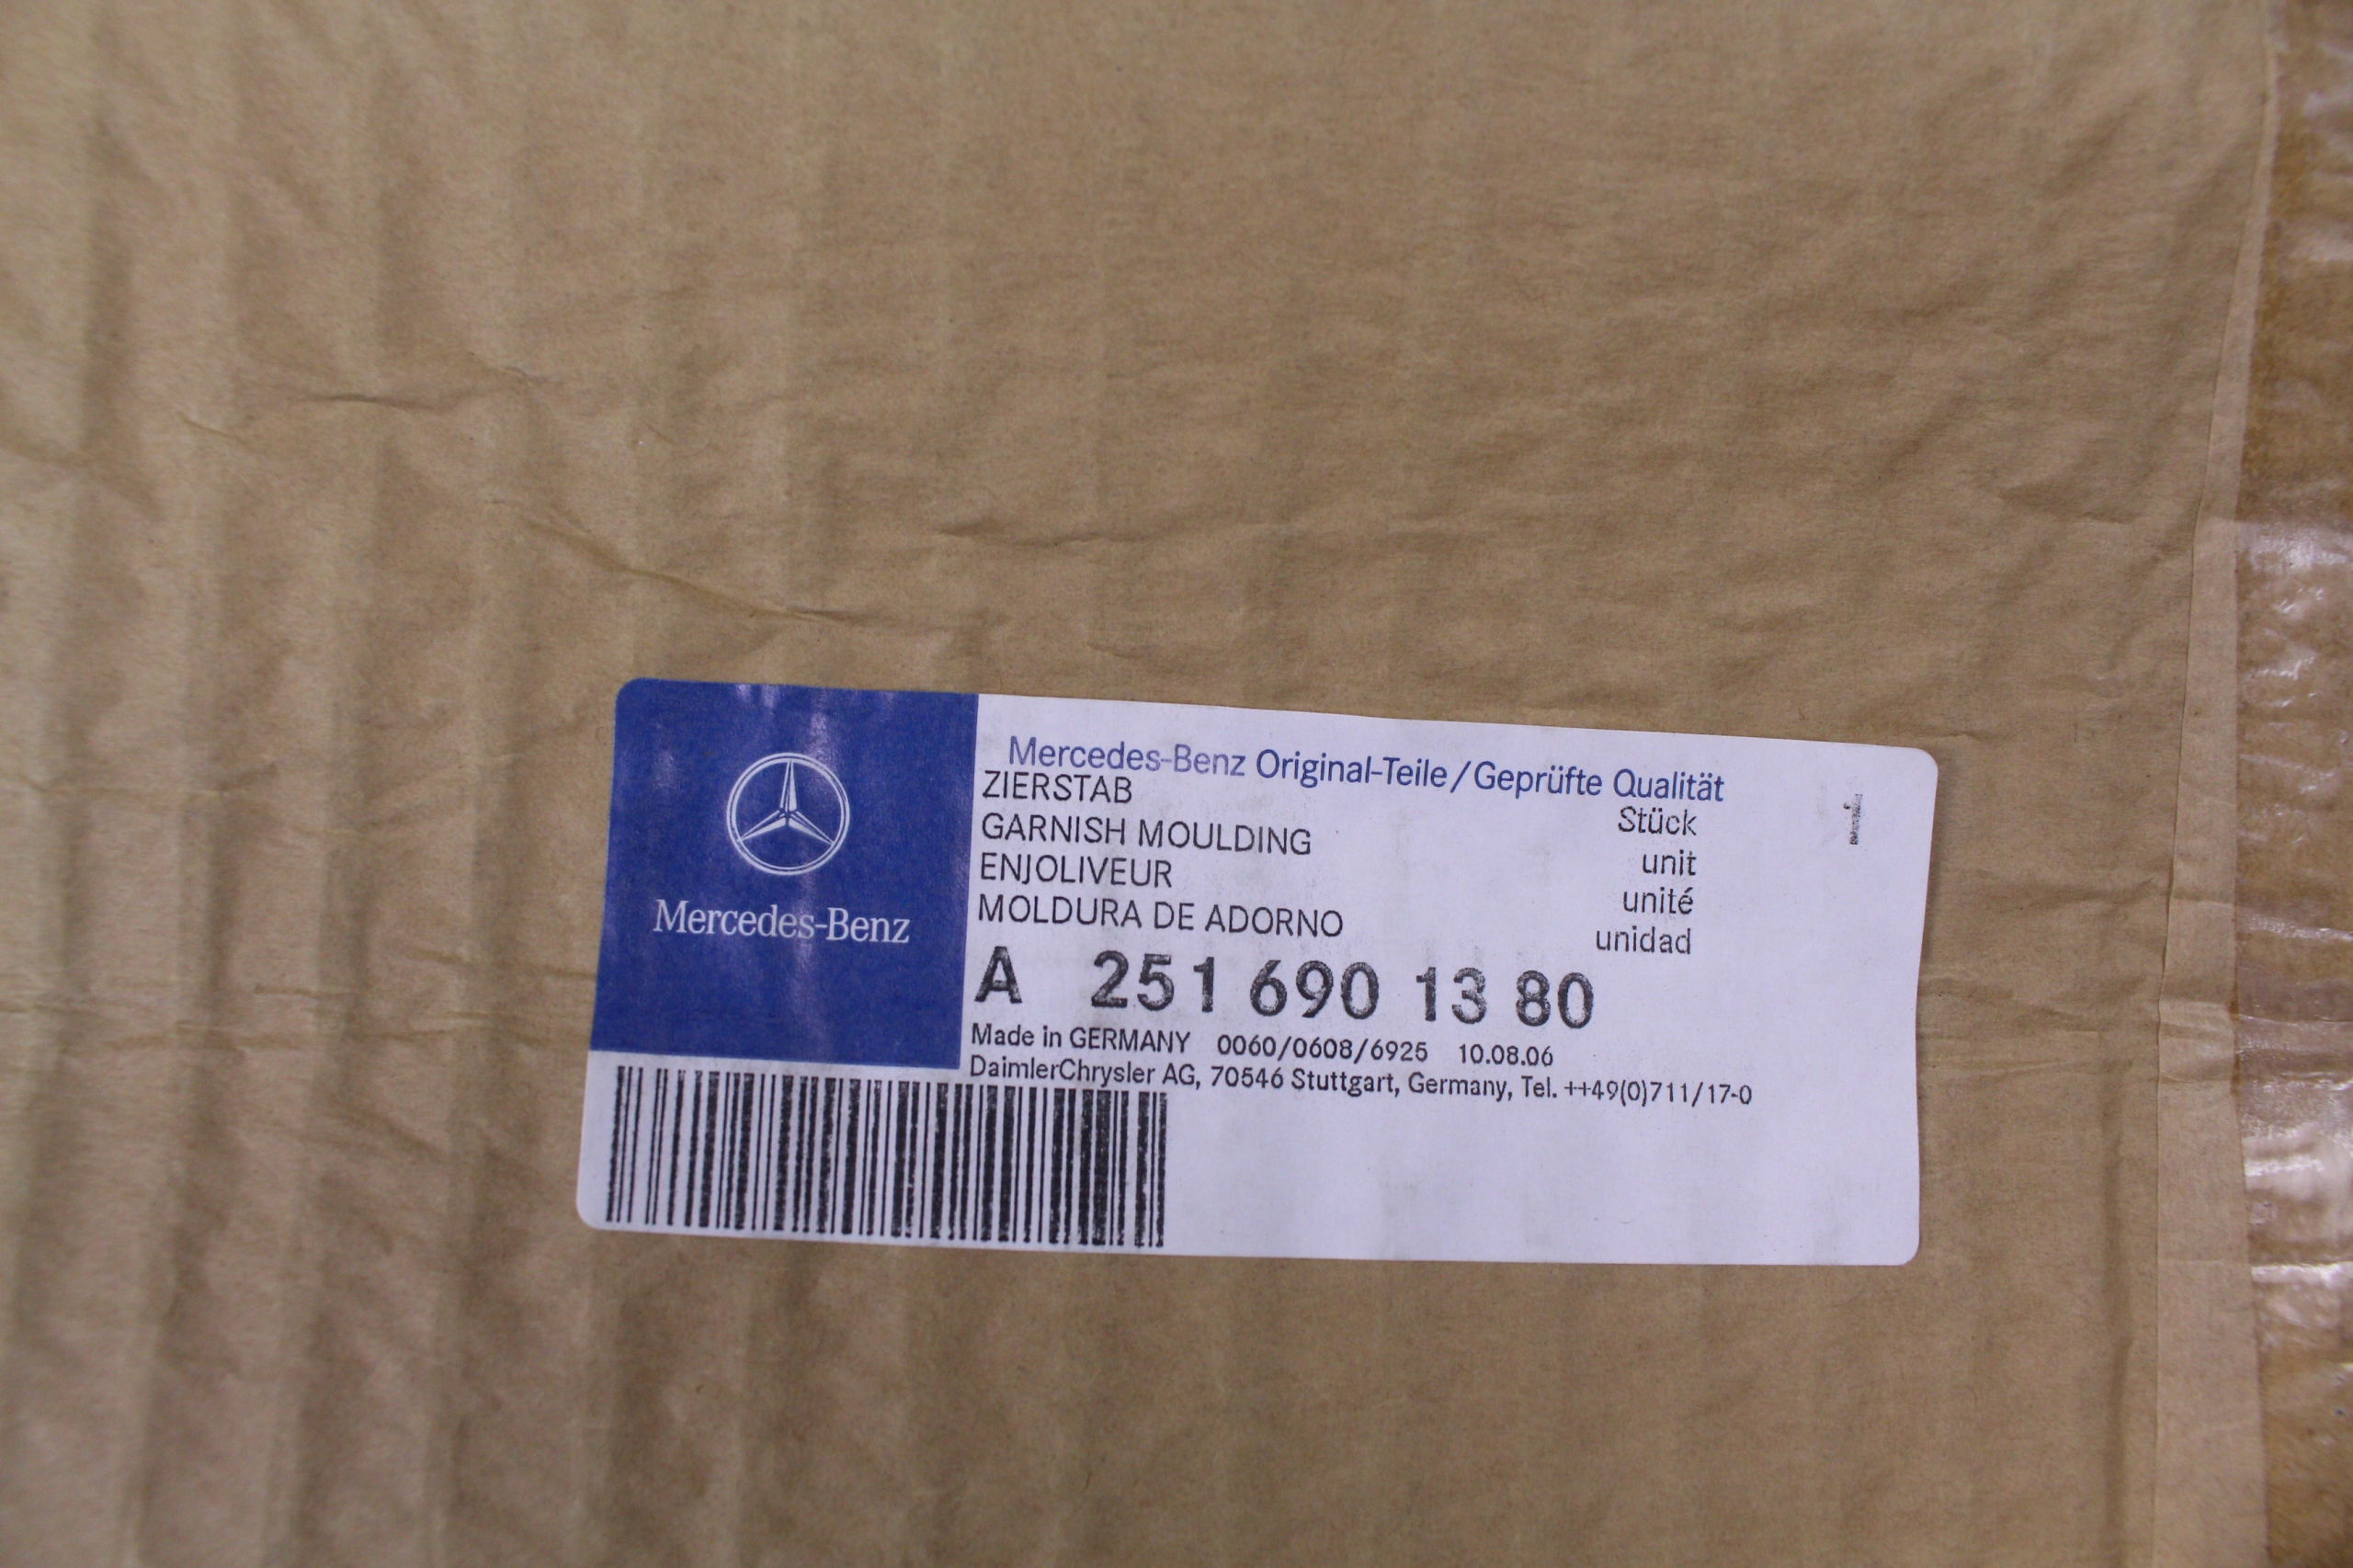 Mercedes-Benz
Mercedes-Benz Original-Teile/Geprüfte Qualität
ZIERSTAB
GARNISH MOULDING
ENJOLIVEUR
MOLDURA DE ADORNO
Stück 1
unit
unité
unidad
A 251 690 13 80
Made in GERMANY 0060/0608/6925 10.08.06
DaimlerChrysler AG, 70546 Stuttgart, Germany, Tel. ++49(0)711/17-0